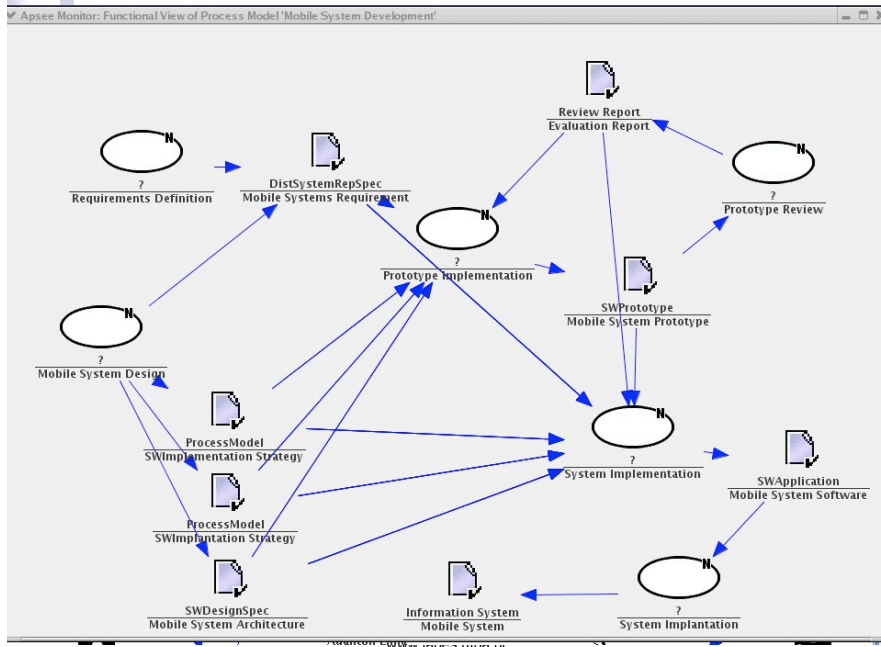 Apsee Monitor: Functional View of Process Model 'Mobile System Development'
Review Report
Evaluation Report
N
?
Requirements Definition
DistSystemRepSpec
Mobile Systems Requirement
N
?
Prototype Review
N
?
Prototype Implementation
SWPrototype
Mobile System Prototype
N
?
Mobile System Design
ProcessModel
SWImplementation Strategy
N
?
System Implementation
SWApplication
Mobile System Software
ProcessModel
SWImplantation Strategy
SWDesignSpec
Mobile System Architecture
Information System
Mobile System
N
?
System Implantation